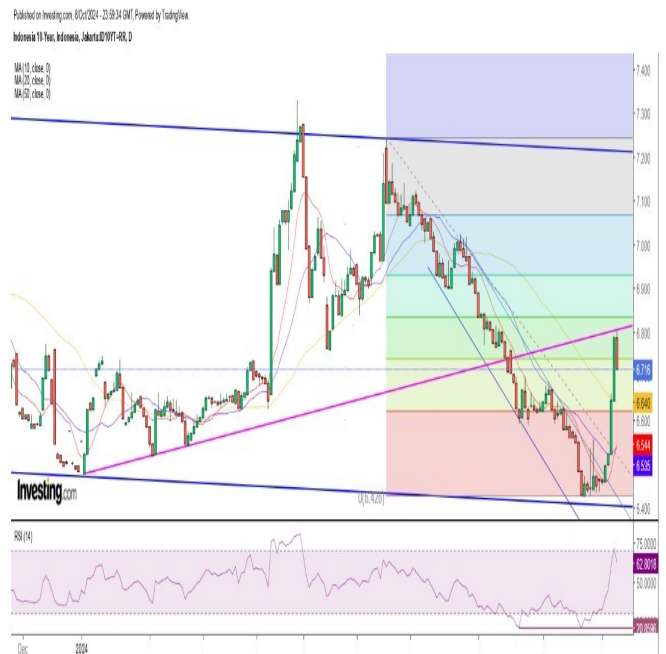 Published on Investing.com, 8/Oct/2024 - 23:59:34 GMT, Powered by TradingView.
Indonesia 10-Year, Indonesia, Jakarta:ID10YT=RR, D
MA (10, close, 0)
MA (20, close, 0)
MA (50, close, 0)
7.400
7.300
7.200
7.100
7.000
6.900
6.800
6.716
6.640
6.600
6.544
6.535
6.400
0(6.426)
Investing.com
RSI (14)
75.0000
62.8018
50.0000
Dec
2024